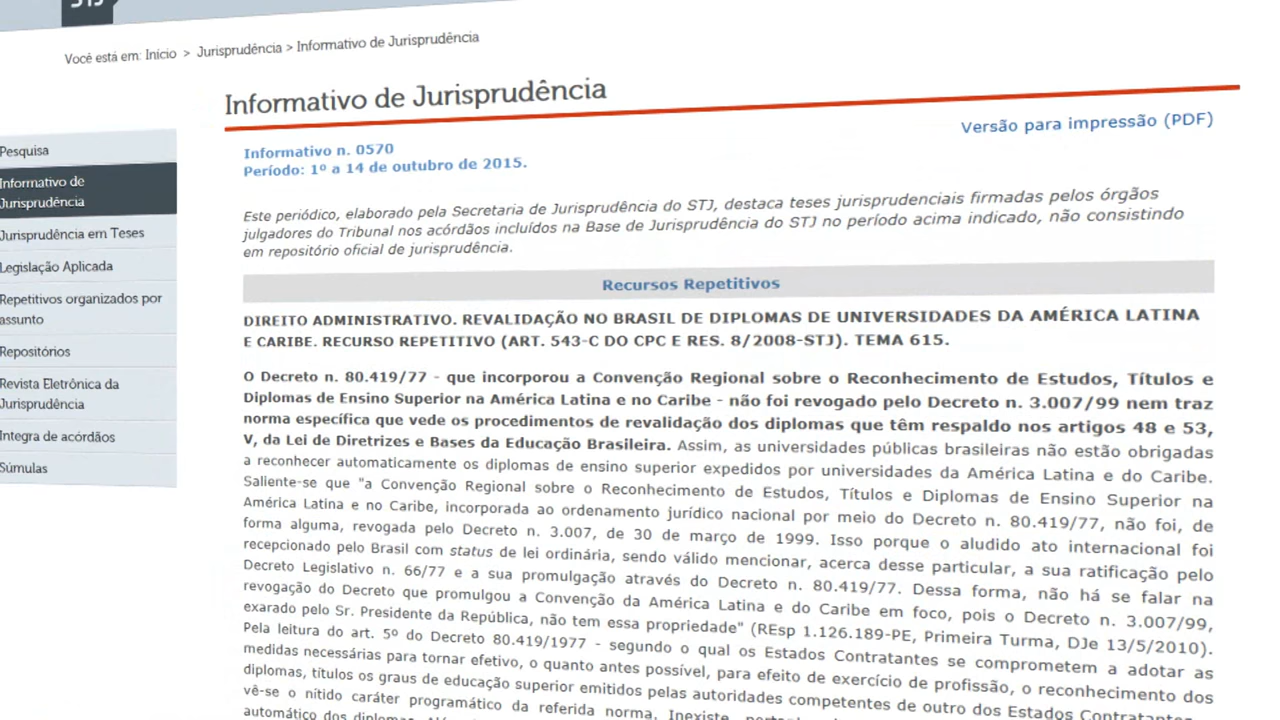 STJ
Você está em: Início > Jurisprudência > Informativo de Jurisprudência
Informativo de Jurisprudência
Versão para impressão (PDF)
Pesquisa
Informativo de
Jurisprudência
Jurisprudência em Teses
Legislação Aplicada
Repetitivos organizados por
assunto
Repositórios
Revista Eletrônica da
Jurisprudência
Integra de acórdãos
Súmulas
Informativo n. 0570
Período: 1º a 14 de outubro de 2015.
Este periódico, elaborado pela Secretaria de Jurisprudência do STJ, destaca teses jurisprudenciais firmadas pelos órgãos
julgadores do Tribunal nos acórdãos incluídos na Base de Jurisprudência do STJ no período acima indicado, não consistindo
em repositório oficial de jurisprudência.
Recursos Repetitivos
DIREITO ADMINISTRATIVO. REVALIDAÇÃO NO BRASIL DE DIPLOMAS DE UNIVERSIDADES DA AMÉRICA LATINA
E CARIBE. RECURSO REPETITIVO (ART. 543-C DO CPC E RES. 8/2008-STJ). TEMA 615.
O Decreto n. 80.419/77 - que incorporou a Convenção Regional sobre o Reconhecimento de Estudos, Títulos e
Diplomas de Ensino Superior na América Latina e no Caribe - não foi revogado pelo Decreto n. 3.007/99 nem traz
norma específica que vede os procedimentos de revalidação dos diplomas que têm respaldo nos artigos 48 e 53,
V, da Lei de Diretrizes e Bases da Educação Brasileira. Assim, as universidades públicas brasileiras não estão obrigadas
a reconhecer automaticamente os diplomas de ensino superior expedidos por universidades da América Latina e do Caribe.
Saliente-se que "a Convenção Regional sobre o Reconhecimento de Estudos, Títulos e Diplomas de Ensino Superior na
América Latina e no Caribe, incorporada ao ordenamento jurídico nacional por meio do Decreto n. 80.419/77, não foi, de
forma alguma, revogada pelo Decreto n. 3.007, de 30 de março de 1999. Isso porque o aludido ato internacional foi
recepcionado pelo Brasil com status de lei ordinária, sendo válido mencionar, acerca desse particular, a sua ratificação pelo
Decreto Legislativo n. 66/77 e a sua promulgação através do Decreto n. 80.419/77. Dessa forma, não há se falar na
revogação do Decreto que promulgou a Convenção da América Latina e do Caribe em foco, pois o Decreto n. 3.007/99,
exarado pelo Sr. Presidente da República, não tem essa propriedade" (REsp 1.126.189-PE, Primeira Turma, DJe 13/5/2010).
Pela leitura do art. 5º do Decreto 80.419/1977 - segundo o qual os Estados Contratantes se comprometem a adotar as
medidas necessárias para tornar efetivo, o quanto antes possível, para efeito de exercício de profissão, o reconhecimento dos
diplomas, títulos os graus de educação superior emitidos pelas autoridades competentes de outro dos Estados Contratantes
vê-se o nítido caráter programático da referida norma. Inexiste,
automático dos